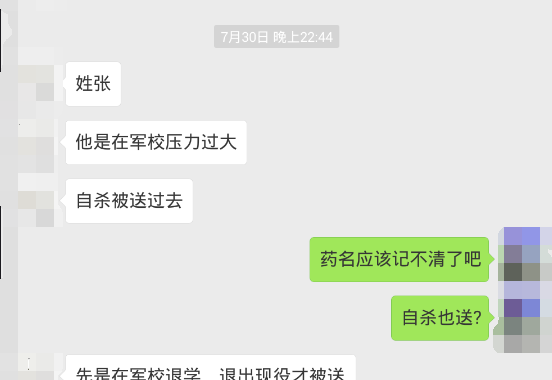 7月30日 晚上22:44
姓张
他是在军校压力过大
自杀被送过去
药名应该记不清了吧
自杀也送?
先是在军校退学，退出现役才被送